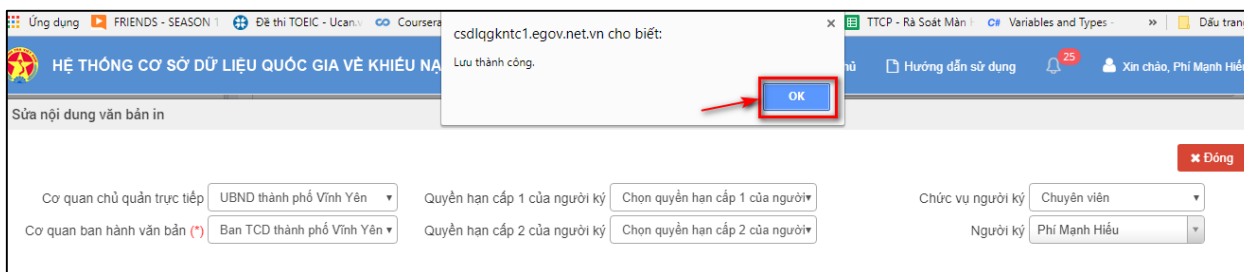 Ứng dụng FRIENDS - SEASON 1 Đề thi TOEIC - Ucan.v Coursera TTCP - Rà Soát Màn H C# Variables and Types - » Dấu trang
csdlqgkntc1.egov.net.vn cho biết: ×
Lưu thành công.
OK
HỆ THỐNG CƠ SỞ DỮ LIỆU QUỐC GIA VỀ KHIẾU NẠ hủ Hướng dẫn sử dụng 25 Xin chào, Phí Mạnh Hiếu
Sửa nội dung văn bản in
✖ Đóng
Cơ quan chủ quản trực tiếp UBND thành phố Vĩnh Yên Quyền hạn cấp 1 của người ký Chọn quyền hạn cấp 1 của người Chức vụ người ký Chuyên viên
Cơ quan ban hành văn bản (*) Ban TCD thành phố Vĩnh Yên Quyền hạn cấp 2 của người ký Chọn quyền hạn cấp 2 của người Người ký Phí Mạnh Hiếu